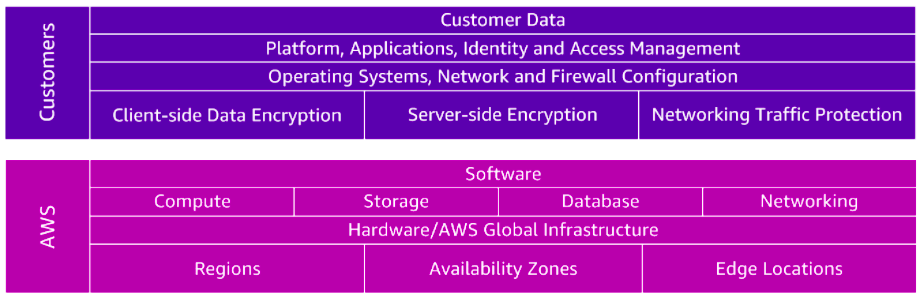 Customers
Customer Data
Platform, Applications, Identity and Access Management
Operating Systems, Network and Firewall Configuration
Client-side Data Encryption
Server-side Encryption
Networking Traffic Protection
AWS
Software
Compute
Storage
Database
Networking
Hardware/AWS Global Infrastructure
Regions
Availability Zones
Edge Locations